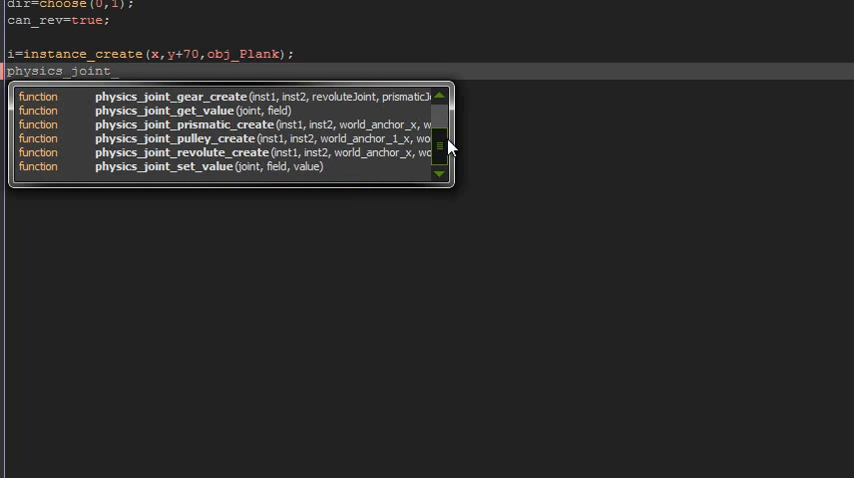 dir=choose(0,1);
can_rev=true;
i=instance_create(x,y+70,obj_Plank);
physics_joint_
function physics_joint_gear_create(inst1, inst2, revoluteJoint, prismaticJ
function physics_joint_get_value(joint, field)
function physics_joint_prismatic_create(inst1, inst2, world_anchor_x, w
function physics_joint_pulley_create(inst1, inst2, world_anchor_1_x, wo
function physics_joint_revolute_create(inst1, inst2, world_anchor_x, wo
function physics_joint_set_value(joint, field, value)